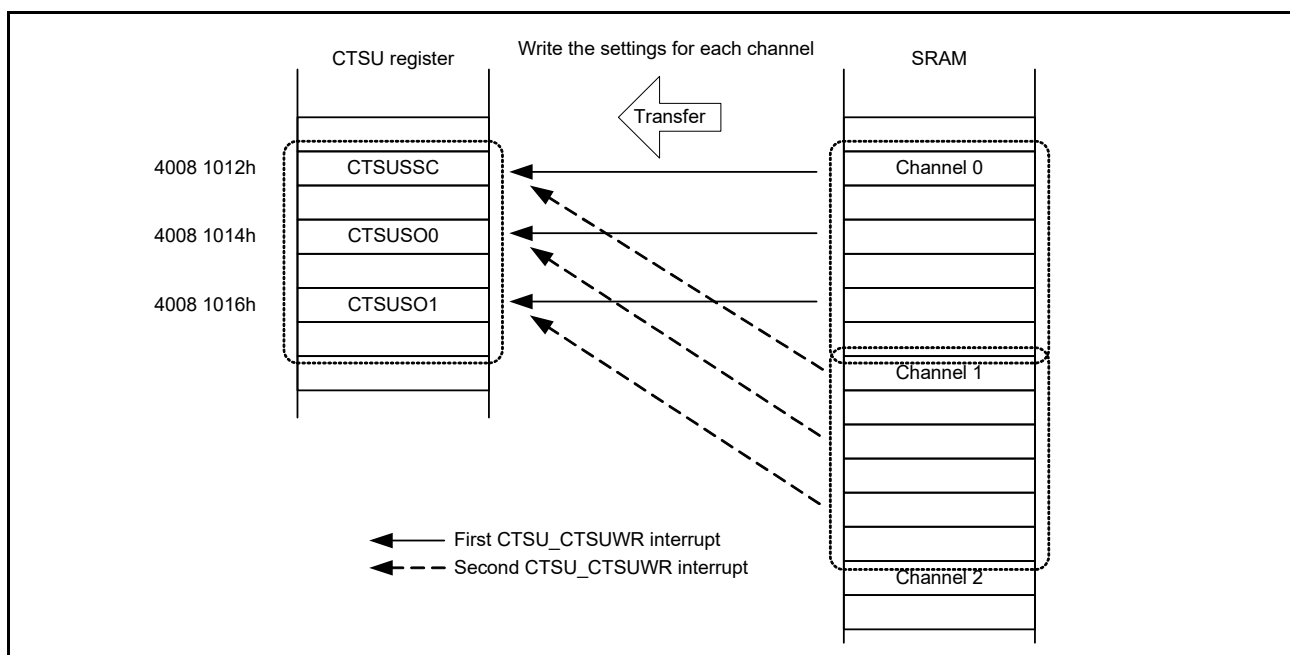 Write the settings for each channel
CTSU register
SRAM
Transfer
4008 1012h
CTSUSSC
Channel 0
4008 1014h
CTSUSO0
4008 1016h
CTSUSO1
Channel 1
First CTSU_CTSUWR interrupt
Second CTSU_CTSUWR interrupt
Channel 2